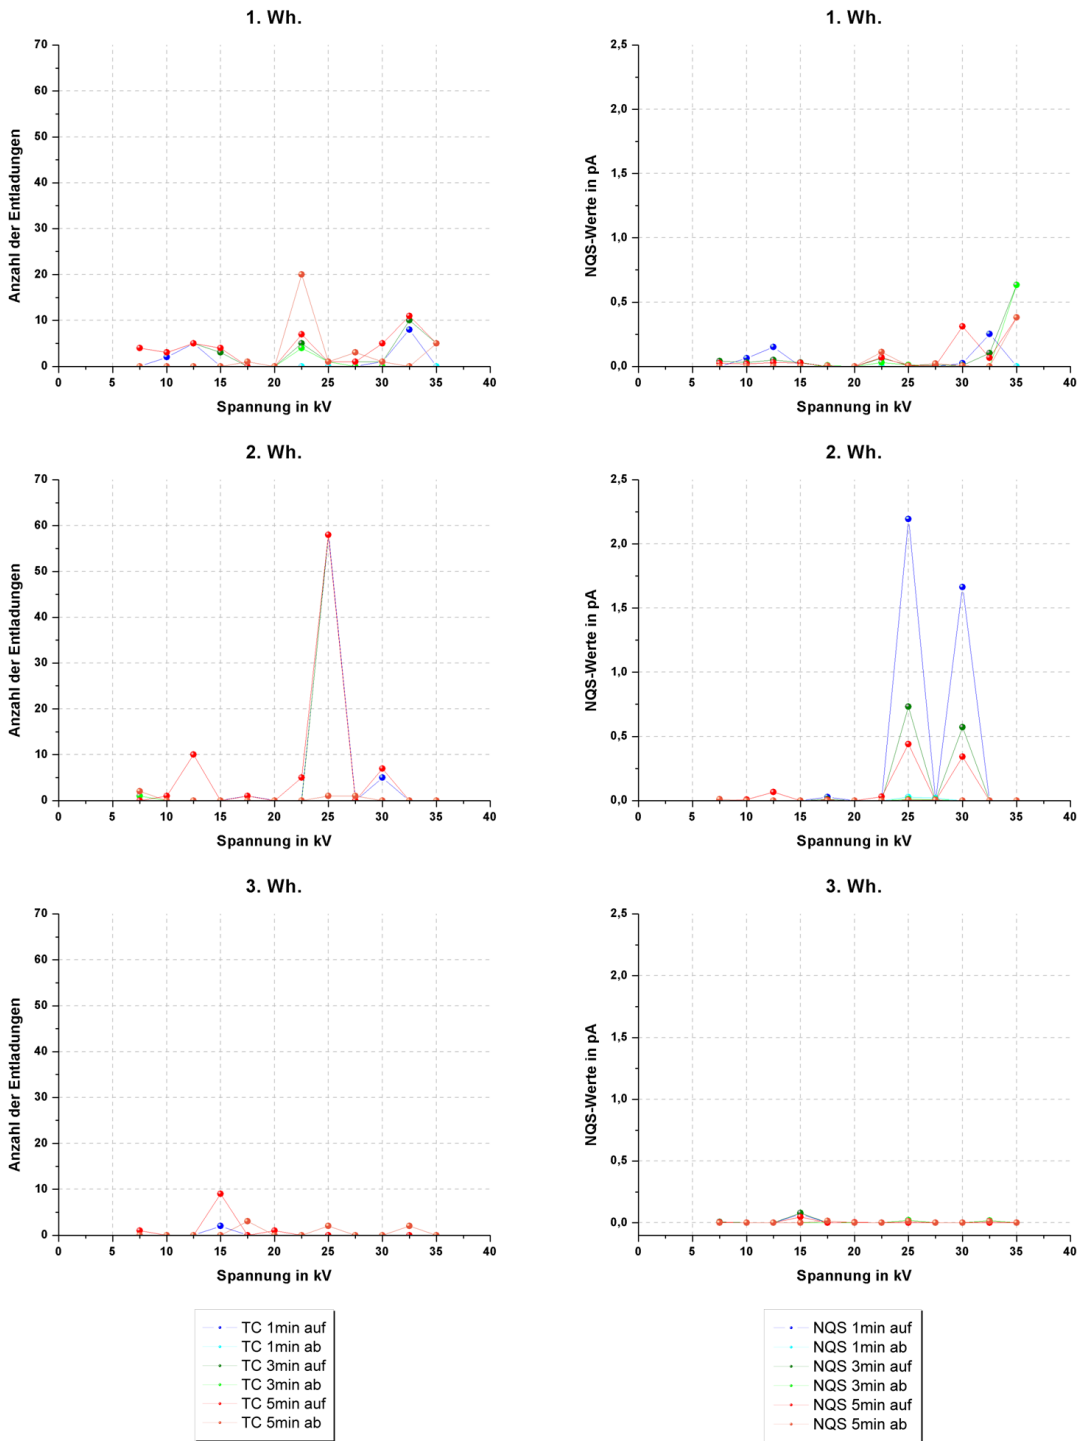 1. Wh.
70
60
50
40
30
20
10
0
0 5 10 15 20 25 30 35 40
Anzahl der Entladungen
Spannung in kV
1. Wh.
2,5
2,0
1,5
1,0
0,5
0,0
0 5 10 15 20 25 30 35 40
NQS-Werte in pA
Spannung in kV
2. Wh.
70
60
50
40
30
20
10
0
0 5 10 15 20 25 30 35 40
Anzahl der Entladungen
Spannung in kV
2. Wh.
2,5
2,0
1,5
1,0
0,5
0,0
0 5 10 15 20 25 30 35 40
NQS-Werte in pA
Spannung in kV
3. Wh.
70
60
50
40
30
20
10
0
0 5 10 15 20 25 30 35 40
Anzahl der Entladungen
Spannung in kV
3. Wh.
2,5
2,0
1,5
1,0
0,5
0,0
0 5 10 15 20 25 30 35 40
NQS-Werte in pA
Spannung in kV
TC 1min auf
TC 1min ab
TC 3min auf
TC 3min ab
TC 5min auf
TC 5min ab
NQS 1min auf
NQS 1min ab
NQS 3min auf
NQS 3min ab
NQS 5min auf
NQS 5min ab